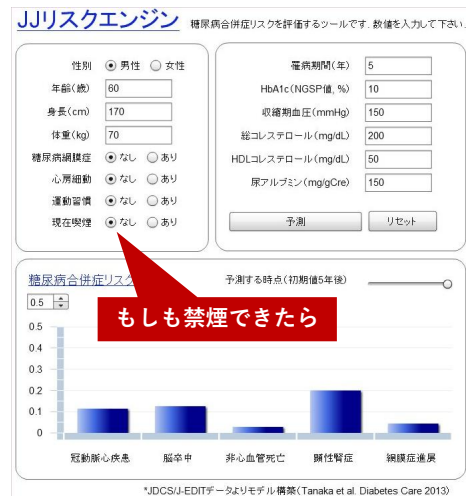 JJリスクエンジン 糖尿病合併症リスクを評価するツールです. 数値を入力して下さい.
性別 男性 女性
年齢(歳) 60
身長(cm) 170
体重(kg) 70
糖尿病網膜症 なし あり
心房細動 なし あり
運動習慣 なし あり
現在喫煙 なし あり
罹病期間(年) 5
HbA1c(NGSP値, %) 10
収縮期血圧(mmHg) 150
総コレステロール(mg/dL) 200
HDLコレステロール(mg/dL) 50
尿アルブミン(mg/gCre) 150
予測 リセット
糖尿病合併症リスク 予測する時点(初期値5年後)
0.5
もしも禁煙できたら
0.5
0.4
0.3
0.2
0.1
0
冠動脈心疾患 脳卒中 非心血管死亡 顕性腎症 網膜症進展
*JDCS/J-EDITデータよりモデル構築(Tanaka et al. Diabetes Care 2013)